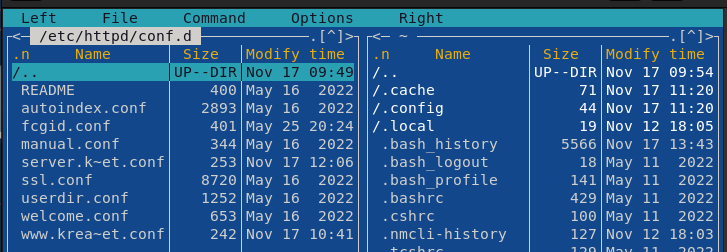 Left File Command Options Right
<─ /etc/httpd/conf.d ─.[^]>
<─ ~ ─.[^]>
.n Name Size Modify time
.n Name Size Modify time
/.. UP--DIR Nov 17 09:49
/.. UP--DIR Nov 17 09:54
README 400 May 16 2022
/.cache 71 Nov 17 11:20
autoindex.conf 2893 May 16 2022
/.config 44 Nov 17 11:20
fcgid.conf 401 May 25 20:24
/.local 19 Nov 12 18:05
manual.conf 344 May 16 2022
.bash_history 5566 Nov 17 13:43
server.k~et.conf 253 Nov 17 12:06
.bash_logout 18 May 11 2022
ssl.conf 8720 May 16 2022
.bash_profile 141 May 11 2022
userdir.conf 1252 May 16 2022
.bashrc 429 May 11 2022
welcome.conf 653 May 16 2022
.cshrc 100 May 11 2022
www.krea~et.conf 242 Nov 17 10:41
.nmcli-history 127 Nov 12 18:03
.tcshrc 129 May 11 2022